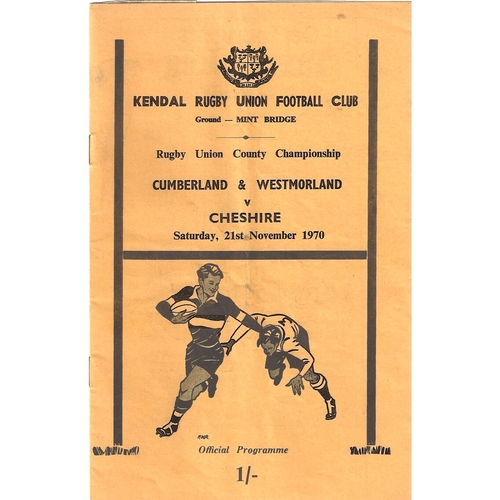 KENDAL RUGBY UNION FOOTBALL CLUB
Ground — MINT BRIDGE
Rugby Union County Championship
CUMBERLAND & WESTMORLAND
v
CHESHIRE
Saturday, 21st November 1970
Official Programme
1/-